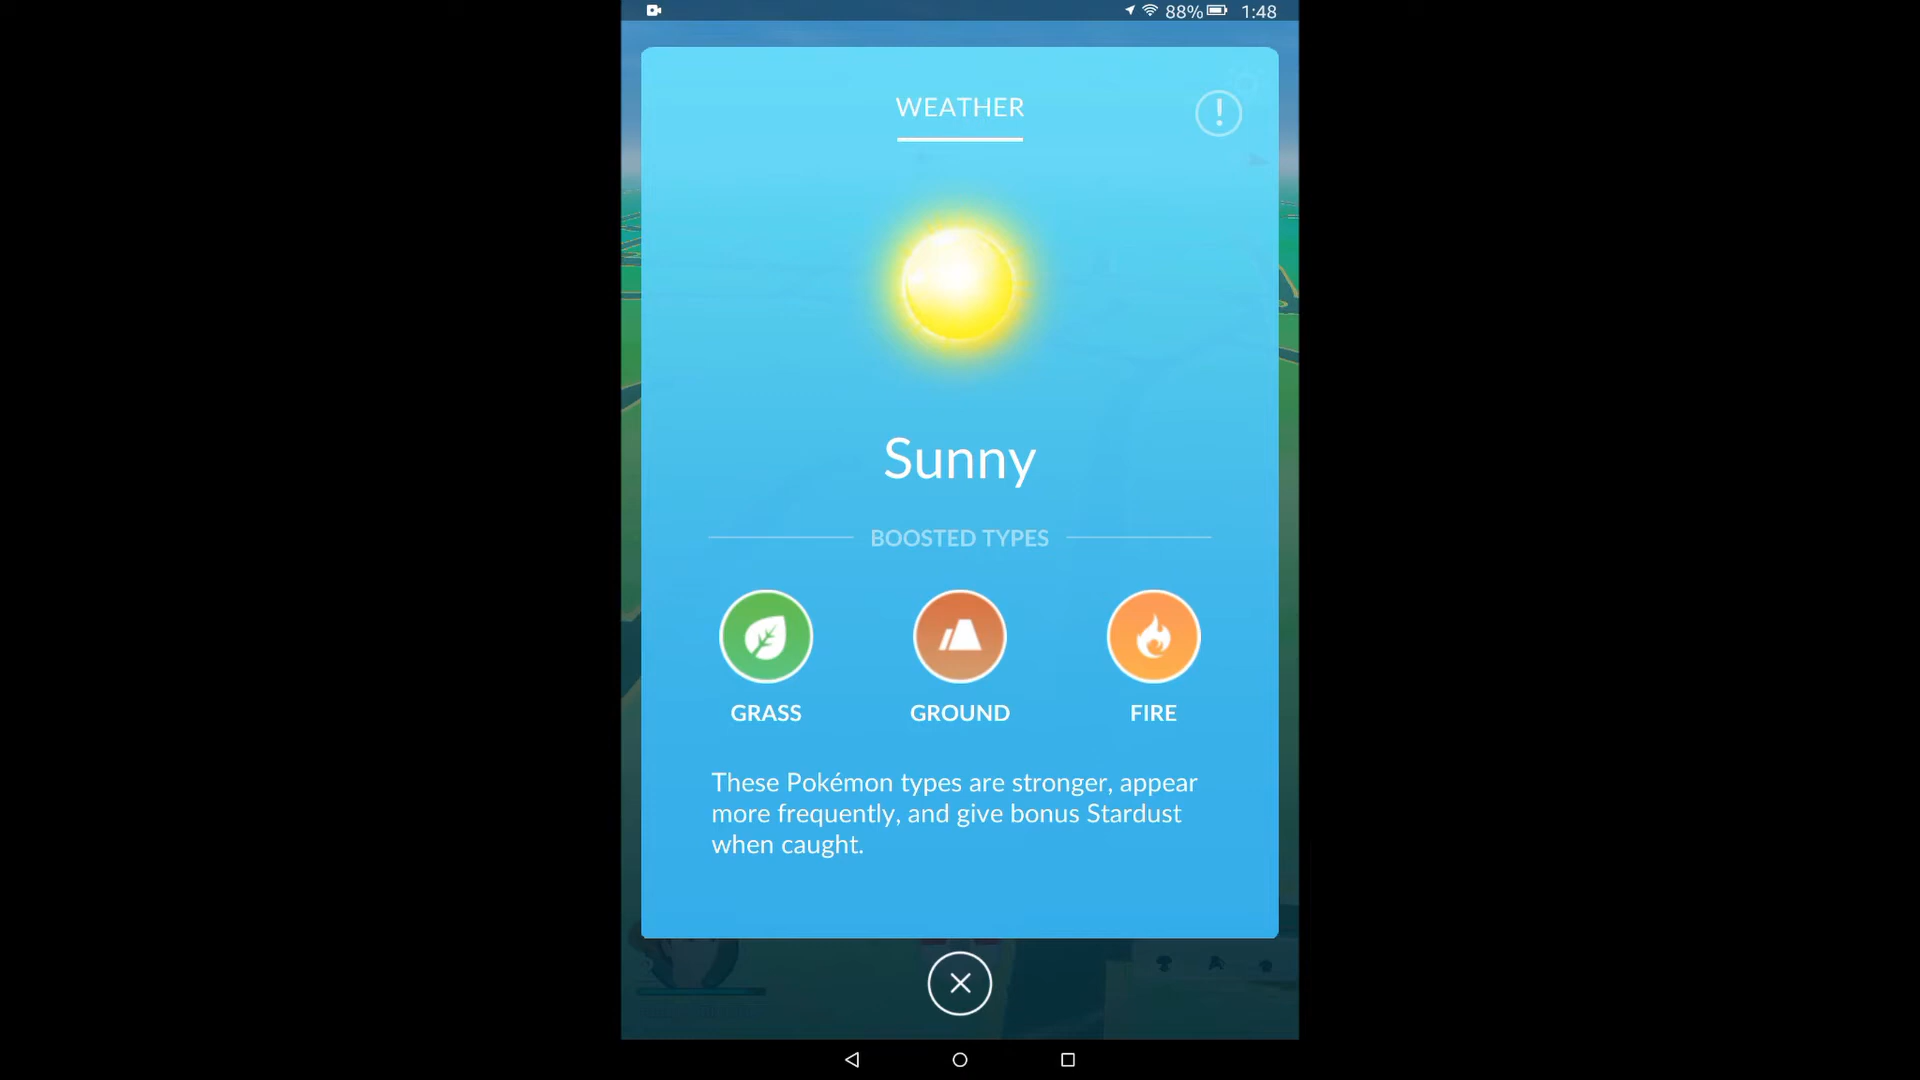 88% 1:48
WEATHER
!
Sunny
BOOSTED TYPES
GRASS GROUND FIRE
These Pokémon types are stronger, appear
more frequently, and give bonus Stardust
when caught.